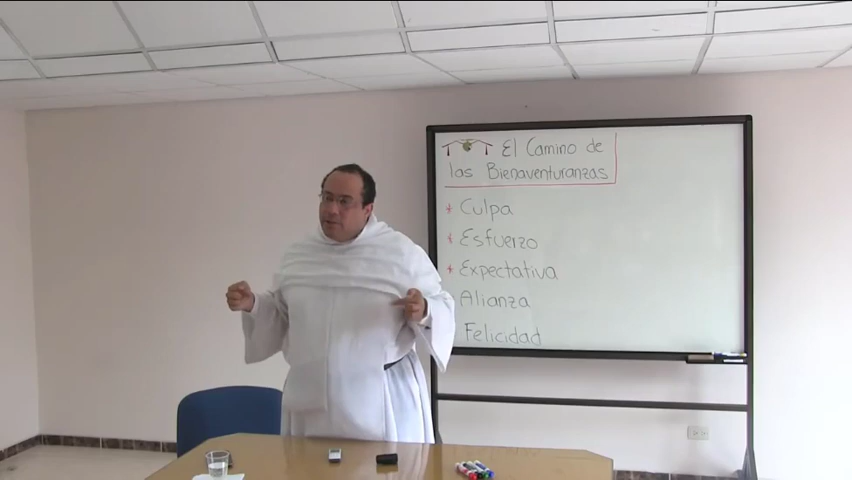 El Camino de
las Bienaventuranzas
* Culpa
* Esfuerzo
* Expectativa
Alianza
Felicidad